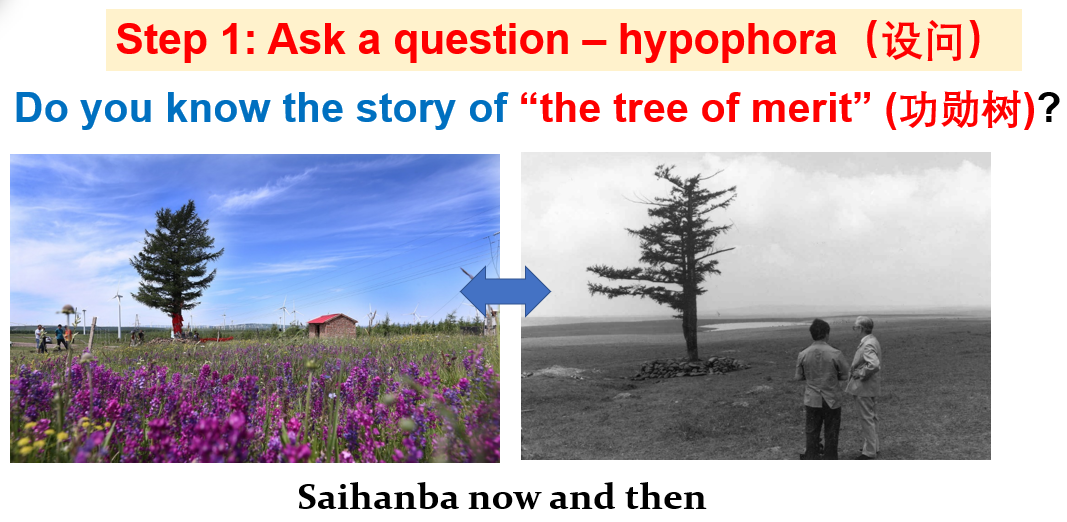 Step 1: Ask a question – hypophora（设问）
Do you know the story of “the tree of merit” (功勋树)?
Saihanba now and then